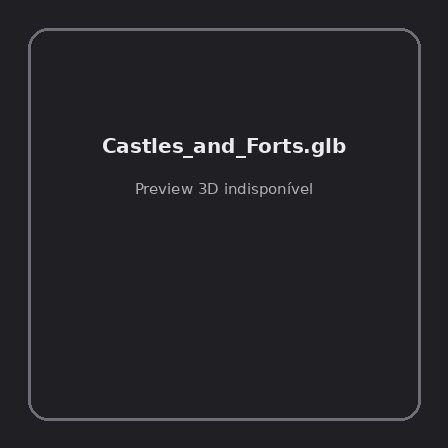 Castles_and_Forts.glb
Preview 3D indisponível